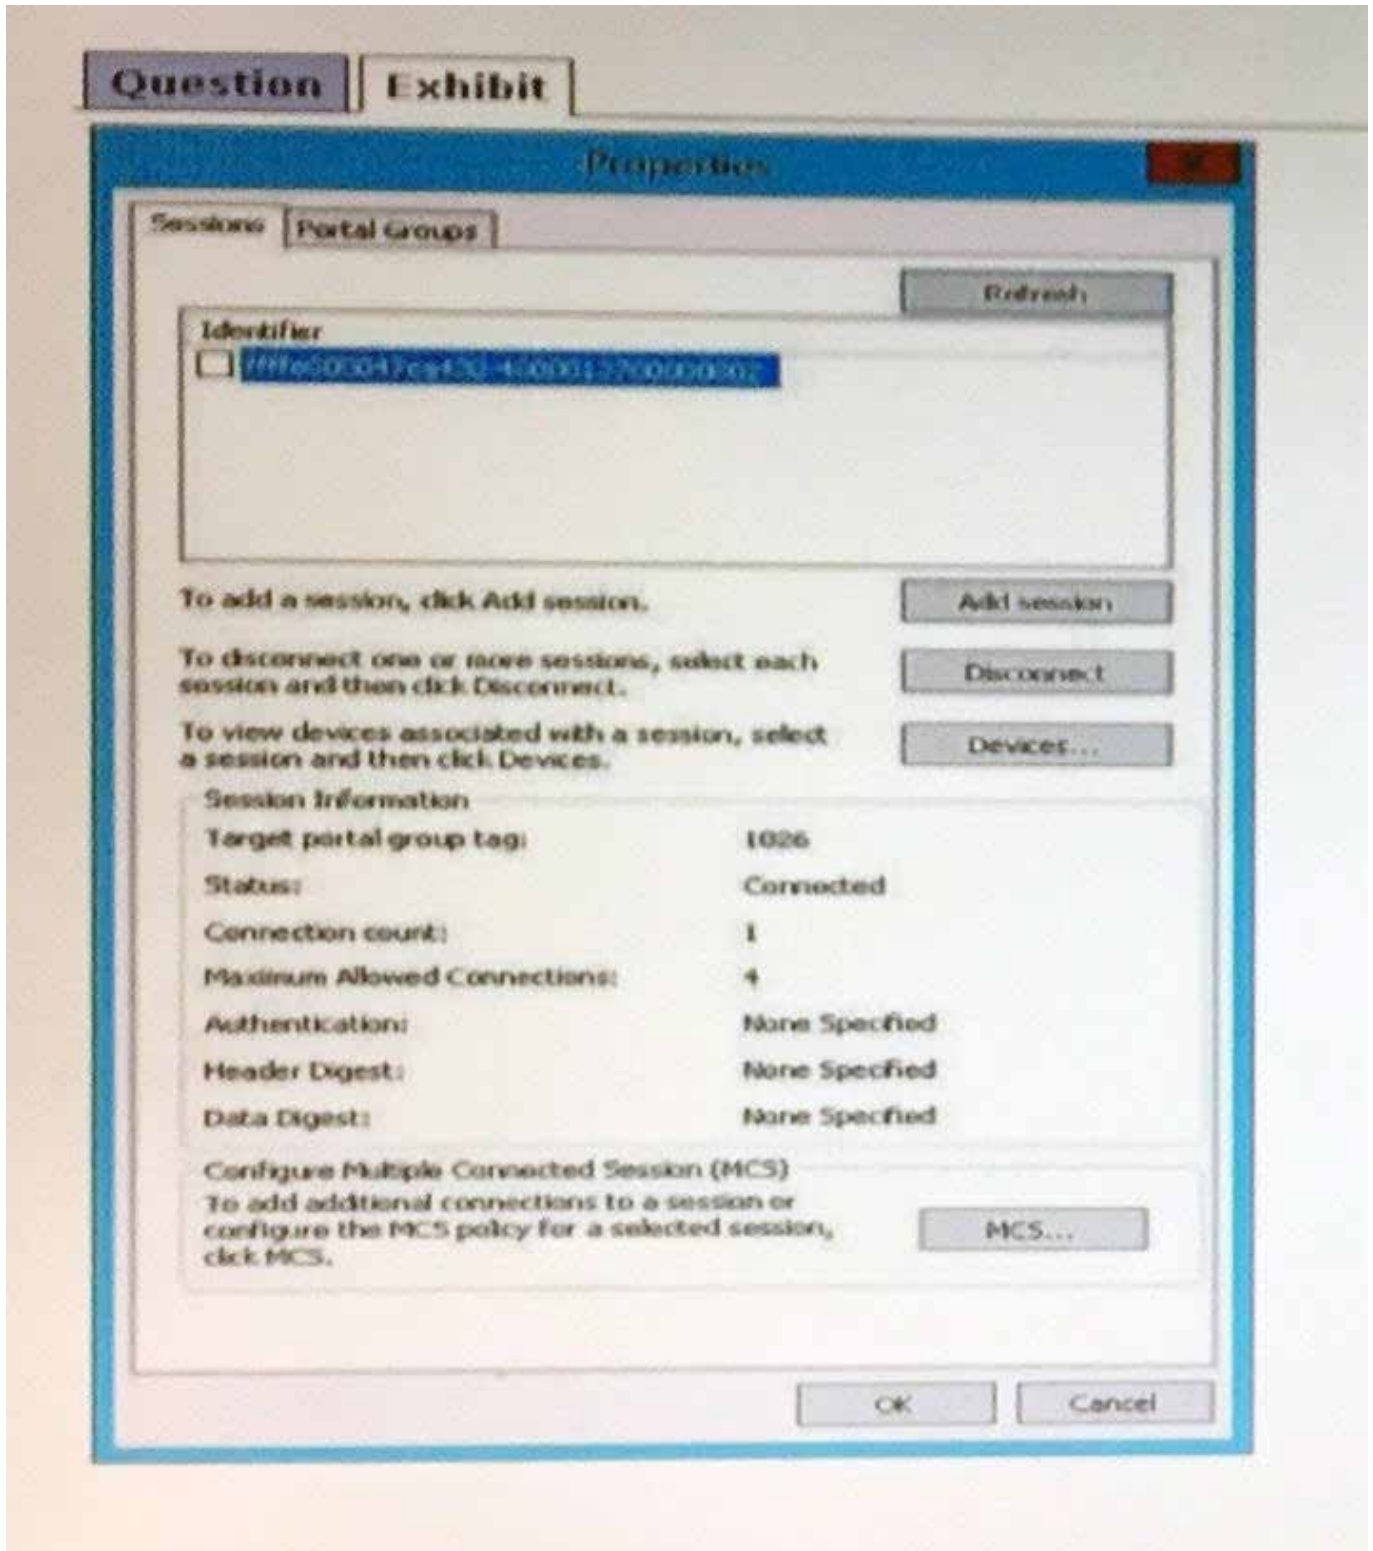 Question
Exhibit
Properties
Sessions
Portal Groups
Refresh
Identifier
To add a session, click Add session.
Add session
To disconnect one or more sessions, select each
session and then click Disconnect.
Disconnect
To view devices associated with a session, select
a session and then click Devices.
Devices...
Session Information
Target portal group tag: 1026
Status: Connected
Connection count: 1
Maximum Allowed Connections: 4
Authentication: None Specified
Header Digest: None Specified
Data Digest: None Specified
Configure Multiple Connected Session (MCS)
To add additional connections to a session or
configure the MCS policy for a selected session,
click MCS.
MCS...
OK
Cancel